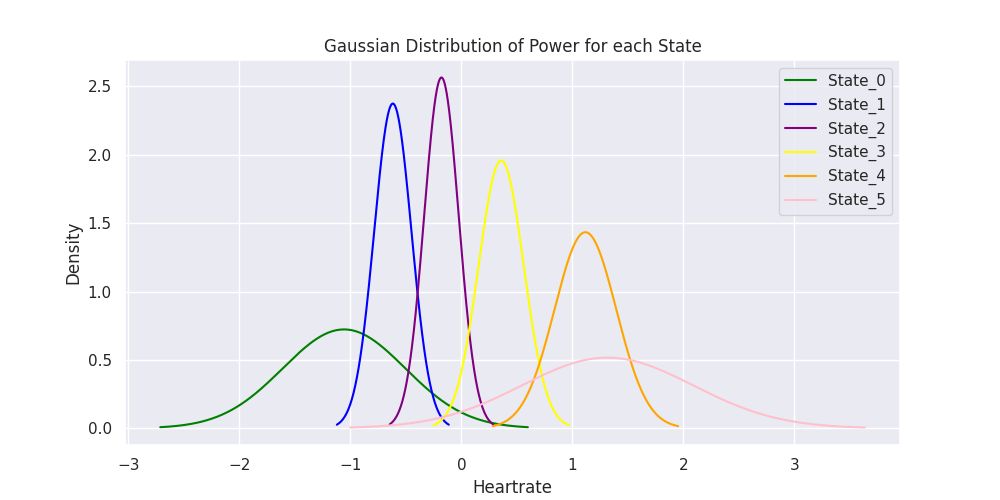 Gaussian Distribution of Power for each State
State_0
State_1
State_2
State_3
State_4
State_5
Density
2.5
2.0
1.5
1.0
0.5
0.0
−3
−2
−1
0
1
2
3
Heartrate